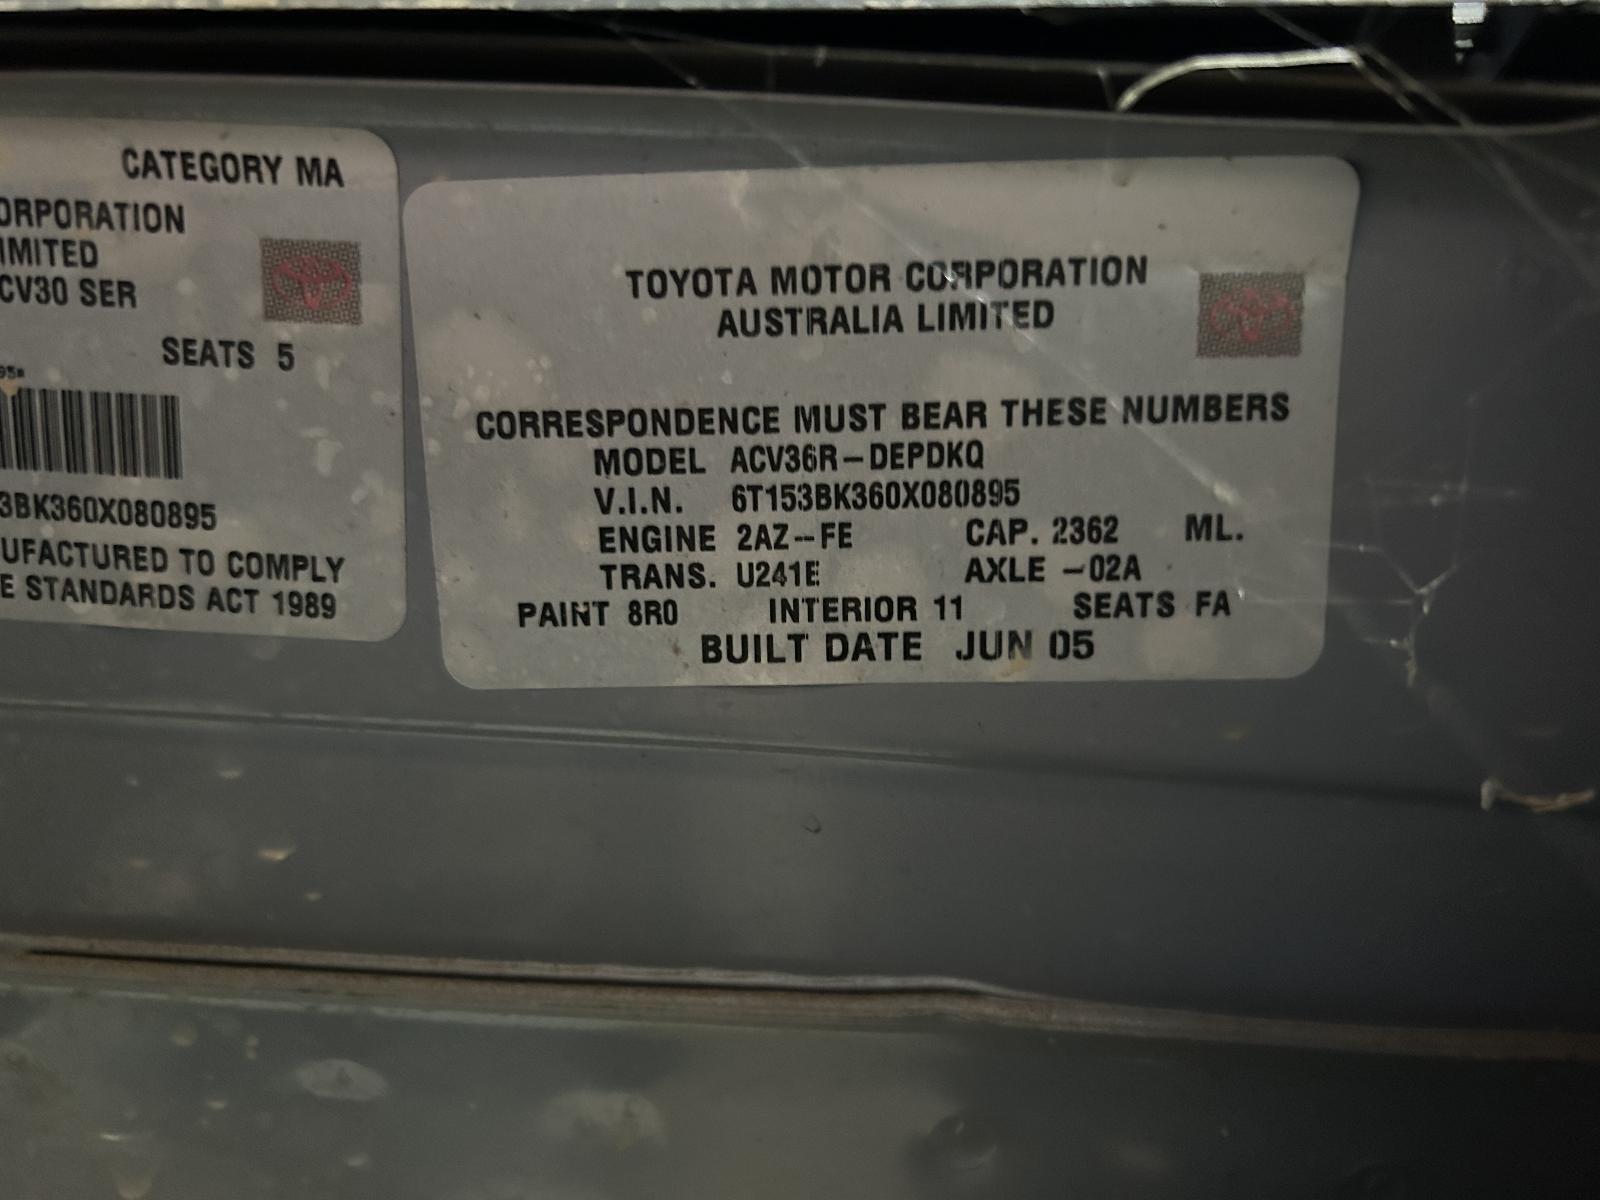 CATEGORY MA
ORPORATION
IMITED
CV30 SER
SEATS 5
95*
3BK360X080895
UFACTURED TO COMPLY
E STANDARDS ACT 1989
TOYOTA MOTOR CORPORATION
AUSTRALIA LIMITED
CORRESPONDENCE MUST BEAR THESE NUMBERS
MODEL ACV36R-DEPDKQ
V.I.N. 6T153BK360X080895
ENGINE 2AZ--FE CAP. 2362 ML.
TRANS. U241E AXLE -02A
PAINT 8R0 INTERIOR 11 SEATS FA
BUILT DATE JUN 05